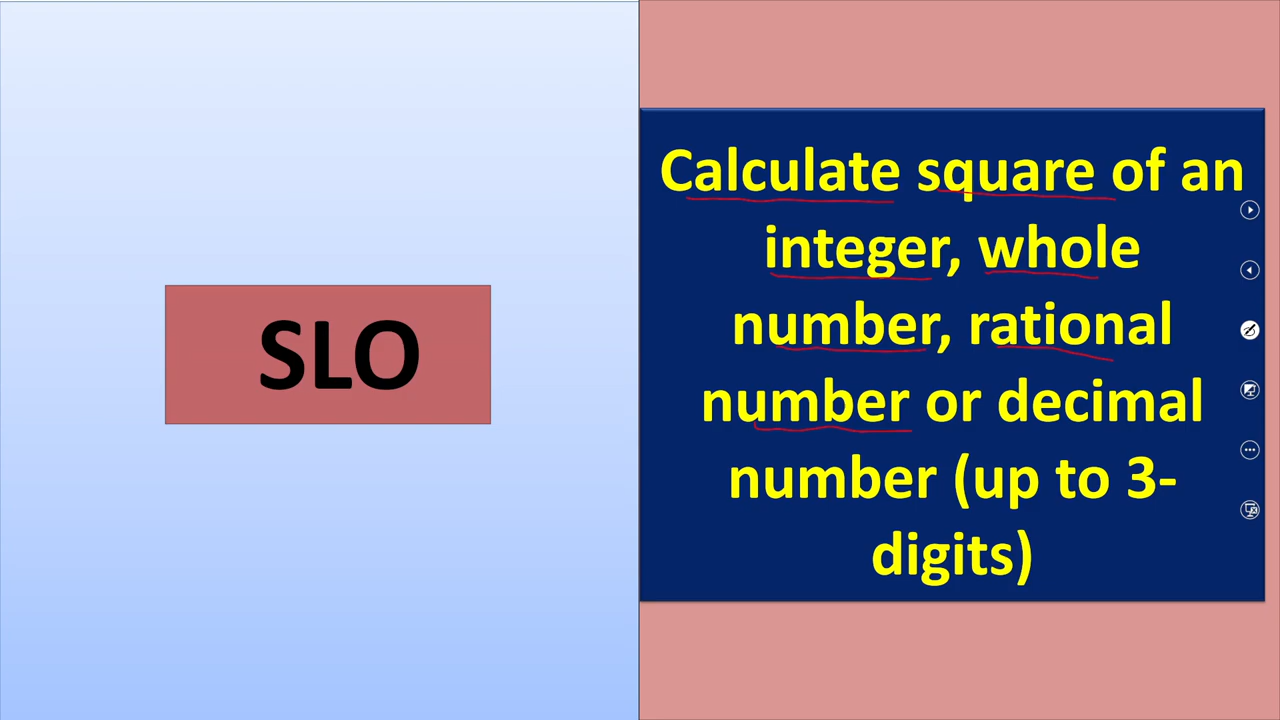 SLO
Calculate square of an
integer, whole
number, rational
number or decimal
number (up to 3-
digits)